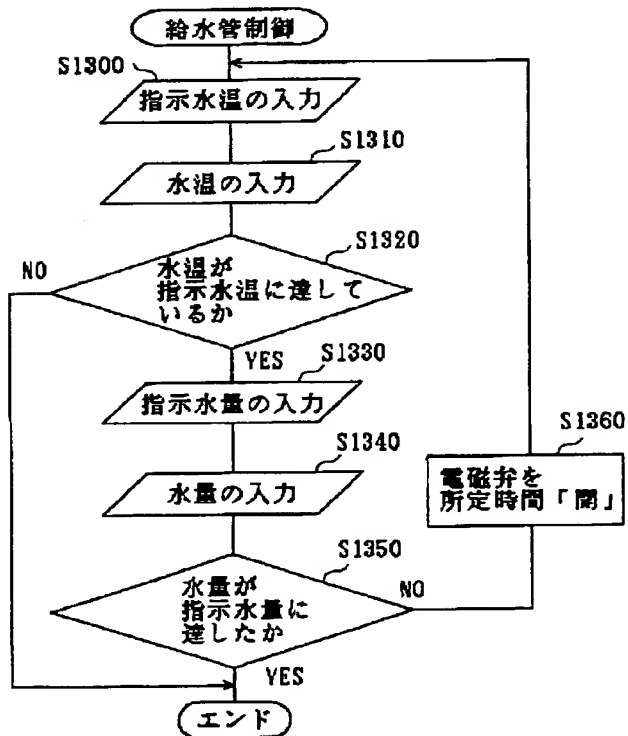 給水管制御
S1300
指示水温の入力
S1310
水温の入力
S1320
NO
水温が
指示水温に達して
いるか
YES
S1330
指示水量の入力
S1340
水量の入力
S1360
電磁弁を
所定時間「開」
S1350
水量が
指示水量に
達したか
NO
YES
エンド